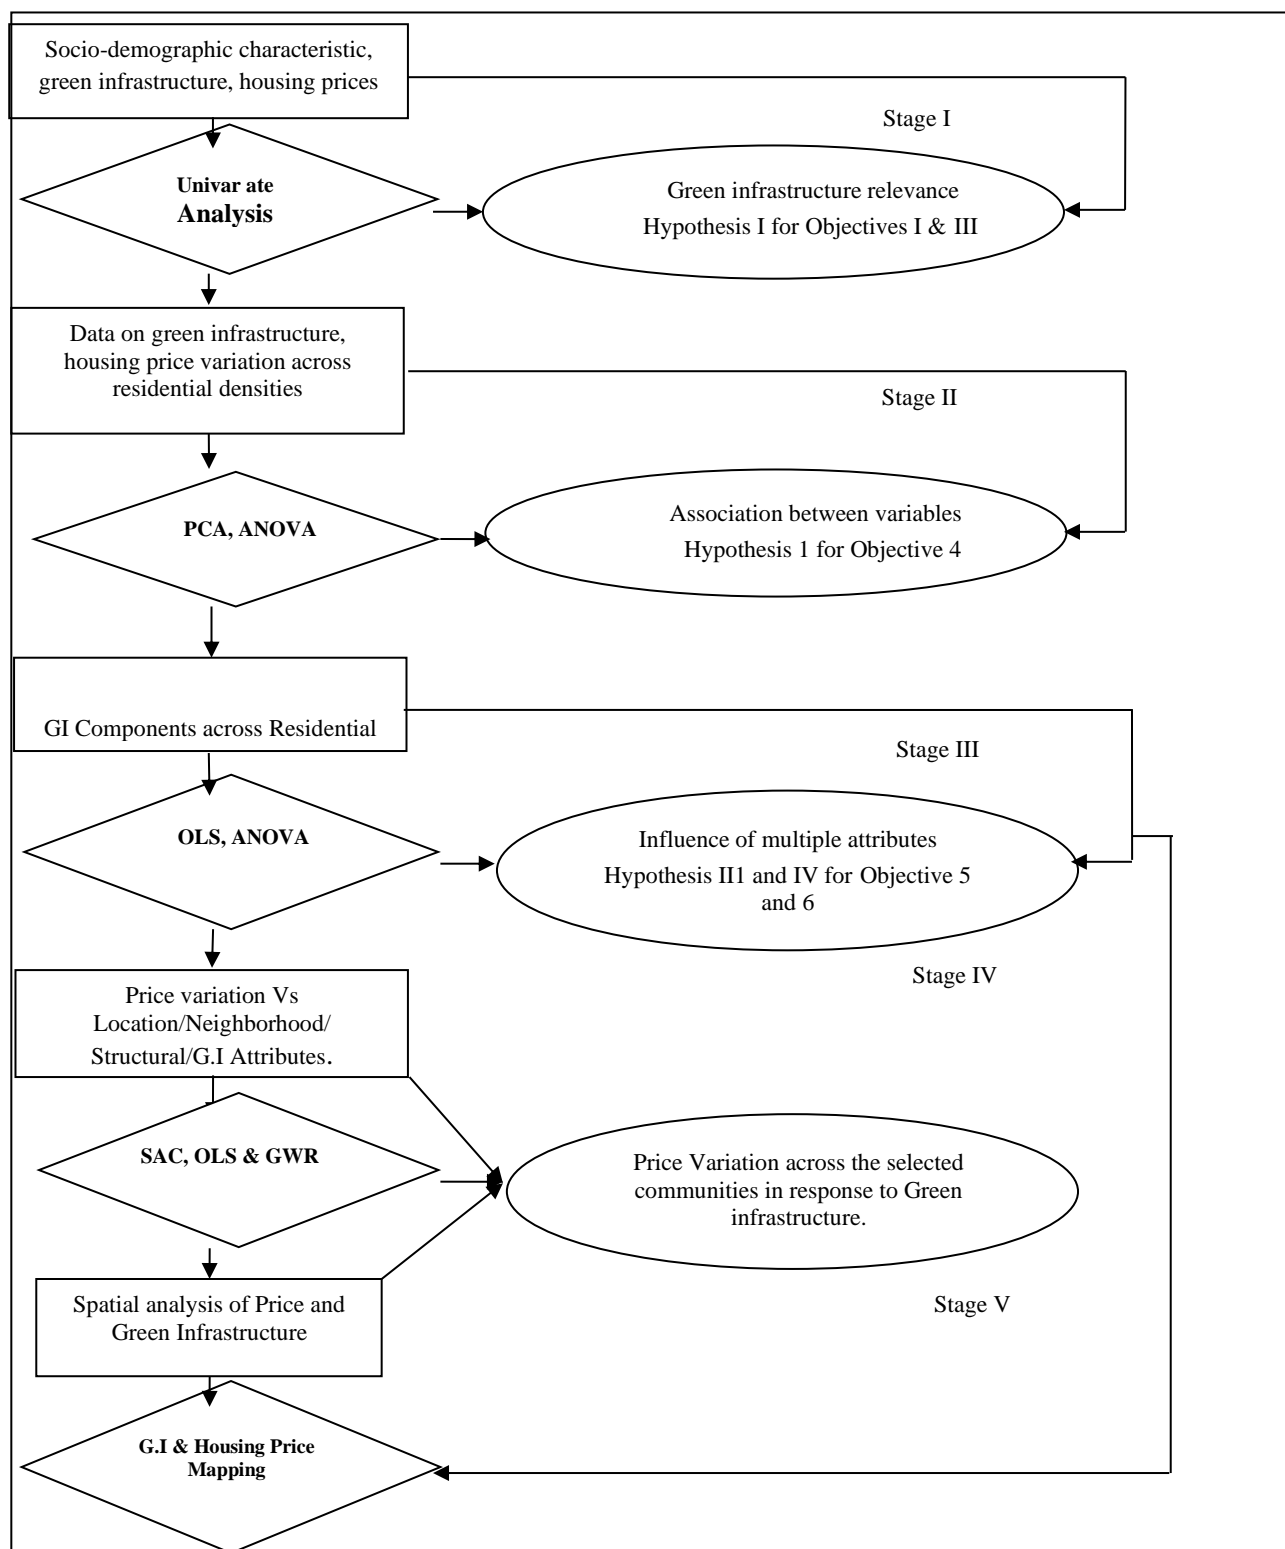 Socio-demographic characteristic,
green infrastructure, housing prices
Stage I
Univar ate
Analysis
Green infrastructure relevance
Hypothesis I for Objectives I & III
Data on green infrastructure,
housing price variation across
residential densities
Stage II
PCA, ANOVA
Association between variables
Hypothesis 1 for Objective 4
GI Components across Residential
Stage III
OLS, ANOVA
Influence of multiple attributes
Hypothesis II1 and IV for Objective 5
and 6
Stage IV
Price variation Vs
Location/Neighborhood/
Structural/G.I Attributes.
SAC, OLS & GWR
Price Variation across the selected
communities in response to Green
infrastructure.
Spatial analysis of Price and
Green Infrastructure
Stage V
G.I & Housing Price
Mapping